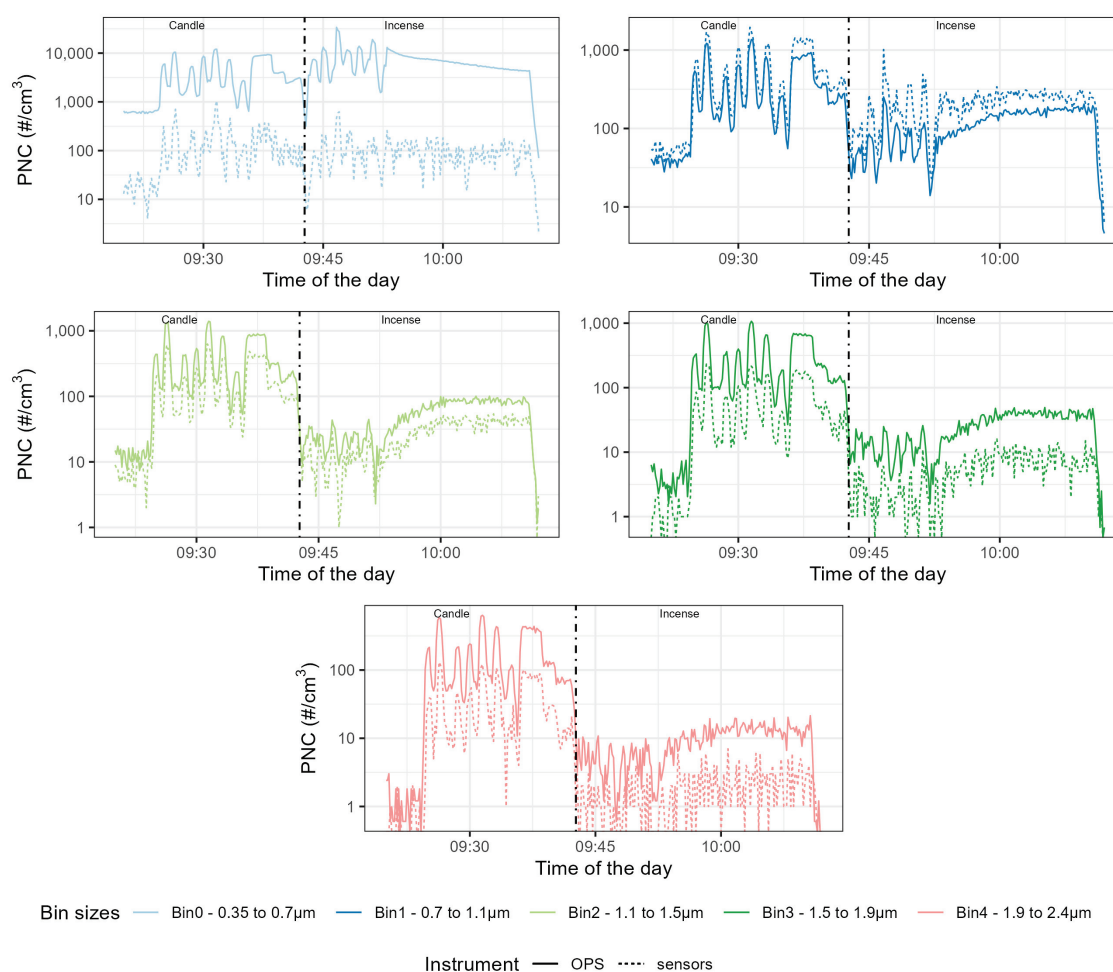 Candle Incense
10,000
1,000
100
10
PNC (#/cm³)
09:30 09:45 10:00
Time of the day
Candle Incense
1,000
100
10
09:30 09:45 10:00
Time of the day
Candle Incense
1,000
100
10
1
PNC (#/cm³)
09:30 09:45 10:00
Time of the day
Candle Incense
1,000
100
10
1
09:30 09:45 10:00
Time of the day
Candle Incense
100
10
1
PNC (#/cm³)
09:30 09:45 10:00
Time of the day
Bin sizes Bin0 - 0.35 to 0.7µm Bin1 - 0.7 to 1.1µm Bin2 - 1.1 to 1.5µm Bin3 - 1.5 to 1.9µm Bin4 - 1.9 to 2.4µm
Instrument OPS sensors